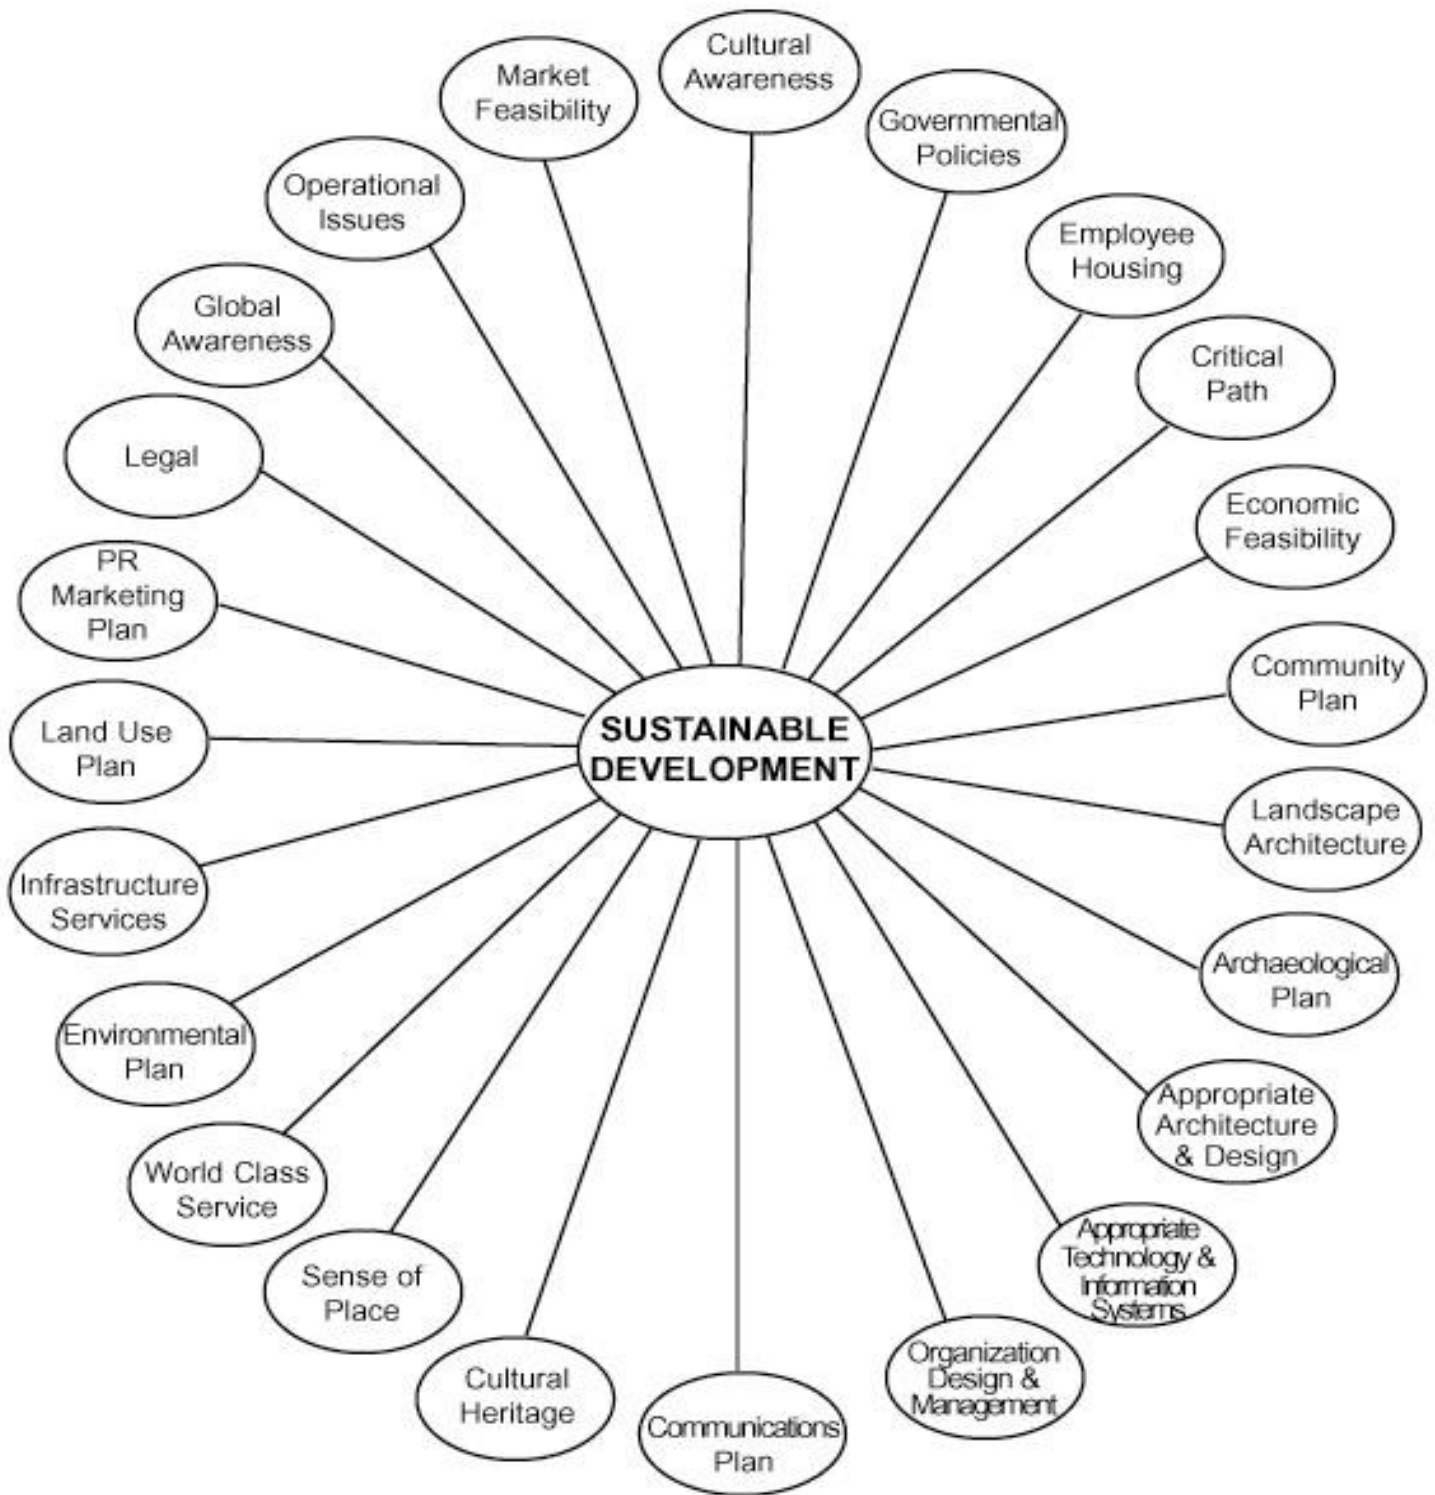 Cultural
Awareness
Governmental
Policies
Employee
Housing
Critical
Path
Economic
Feasibility
Community
Plan
Landscape
Architecture
Archaeological
Plan
Appropriate
Architecture
& Design
Appropriate
Technology &
Information
Systems
Organization
Design &
Management
Communications
Plan
Cultural
Heritage
Sense of
Place
World Class
Service
Environmental
Plan
Infrastructure
Services
Land Use
Plan
PR
Marketing
Plan
Legal
Global
Awareness
Operational
Issues
Market
Feasibility
SUSTAINABLE
DEVELOPMENT